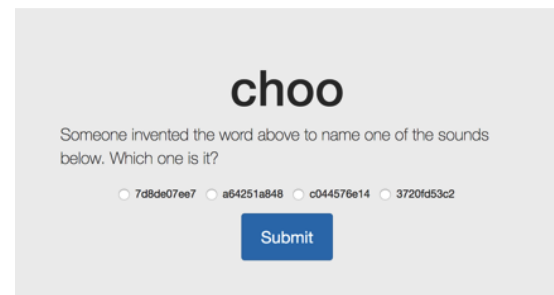 choo
Someone invented the word above to name one of the sounds
below. Which one is it?
7d8de07ee7 a64251a848 c044576e14 3720fd53c2
Submit